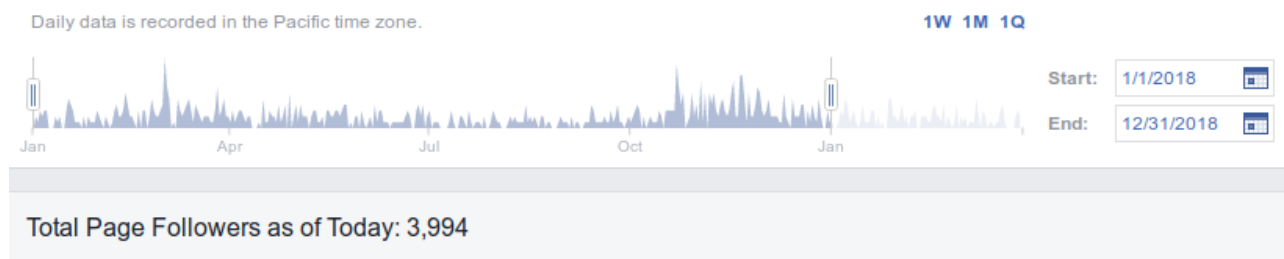 Daily data is recorded in the Pacific time zone.
1W 1M 1Q
Start: 1/1/2018
End: 12/31/2018
Jan Apr Jul Oct Jan
Total Page Followers as of Today: 3,994